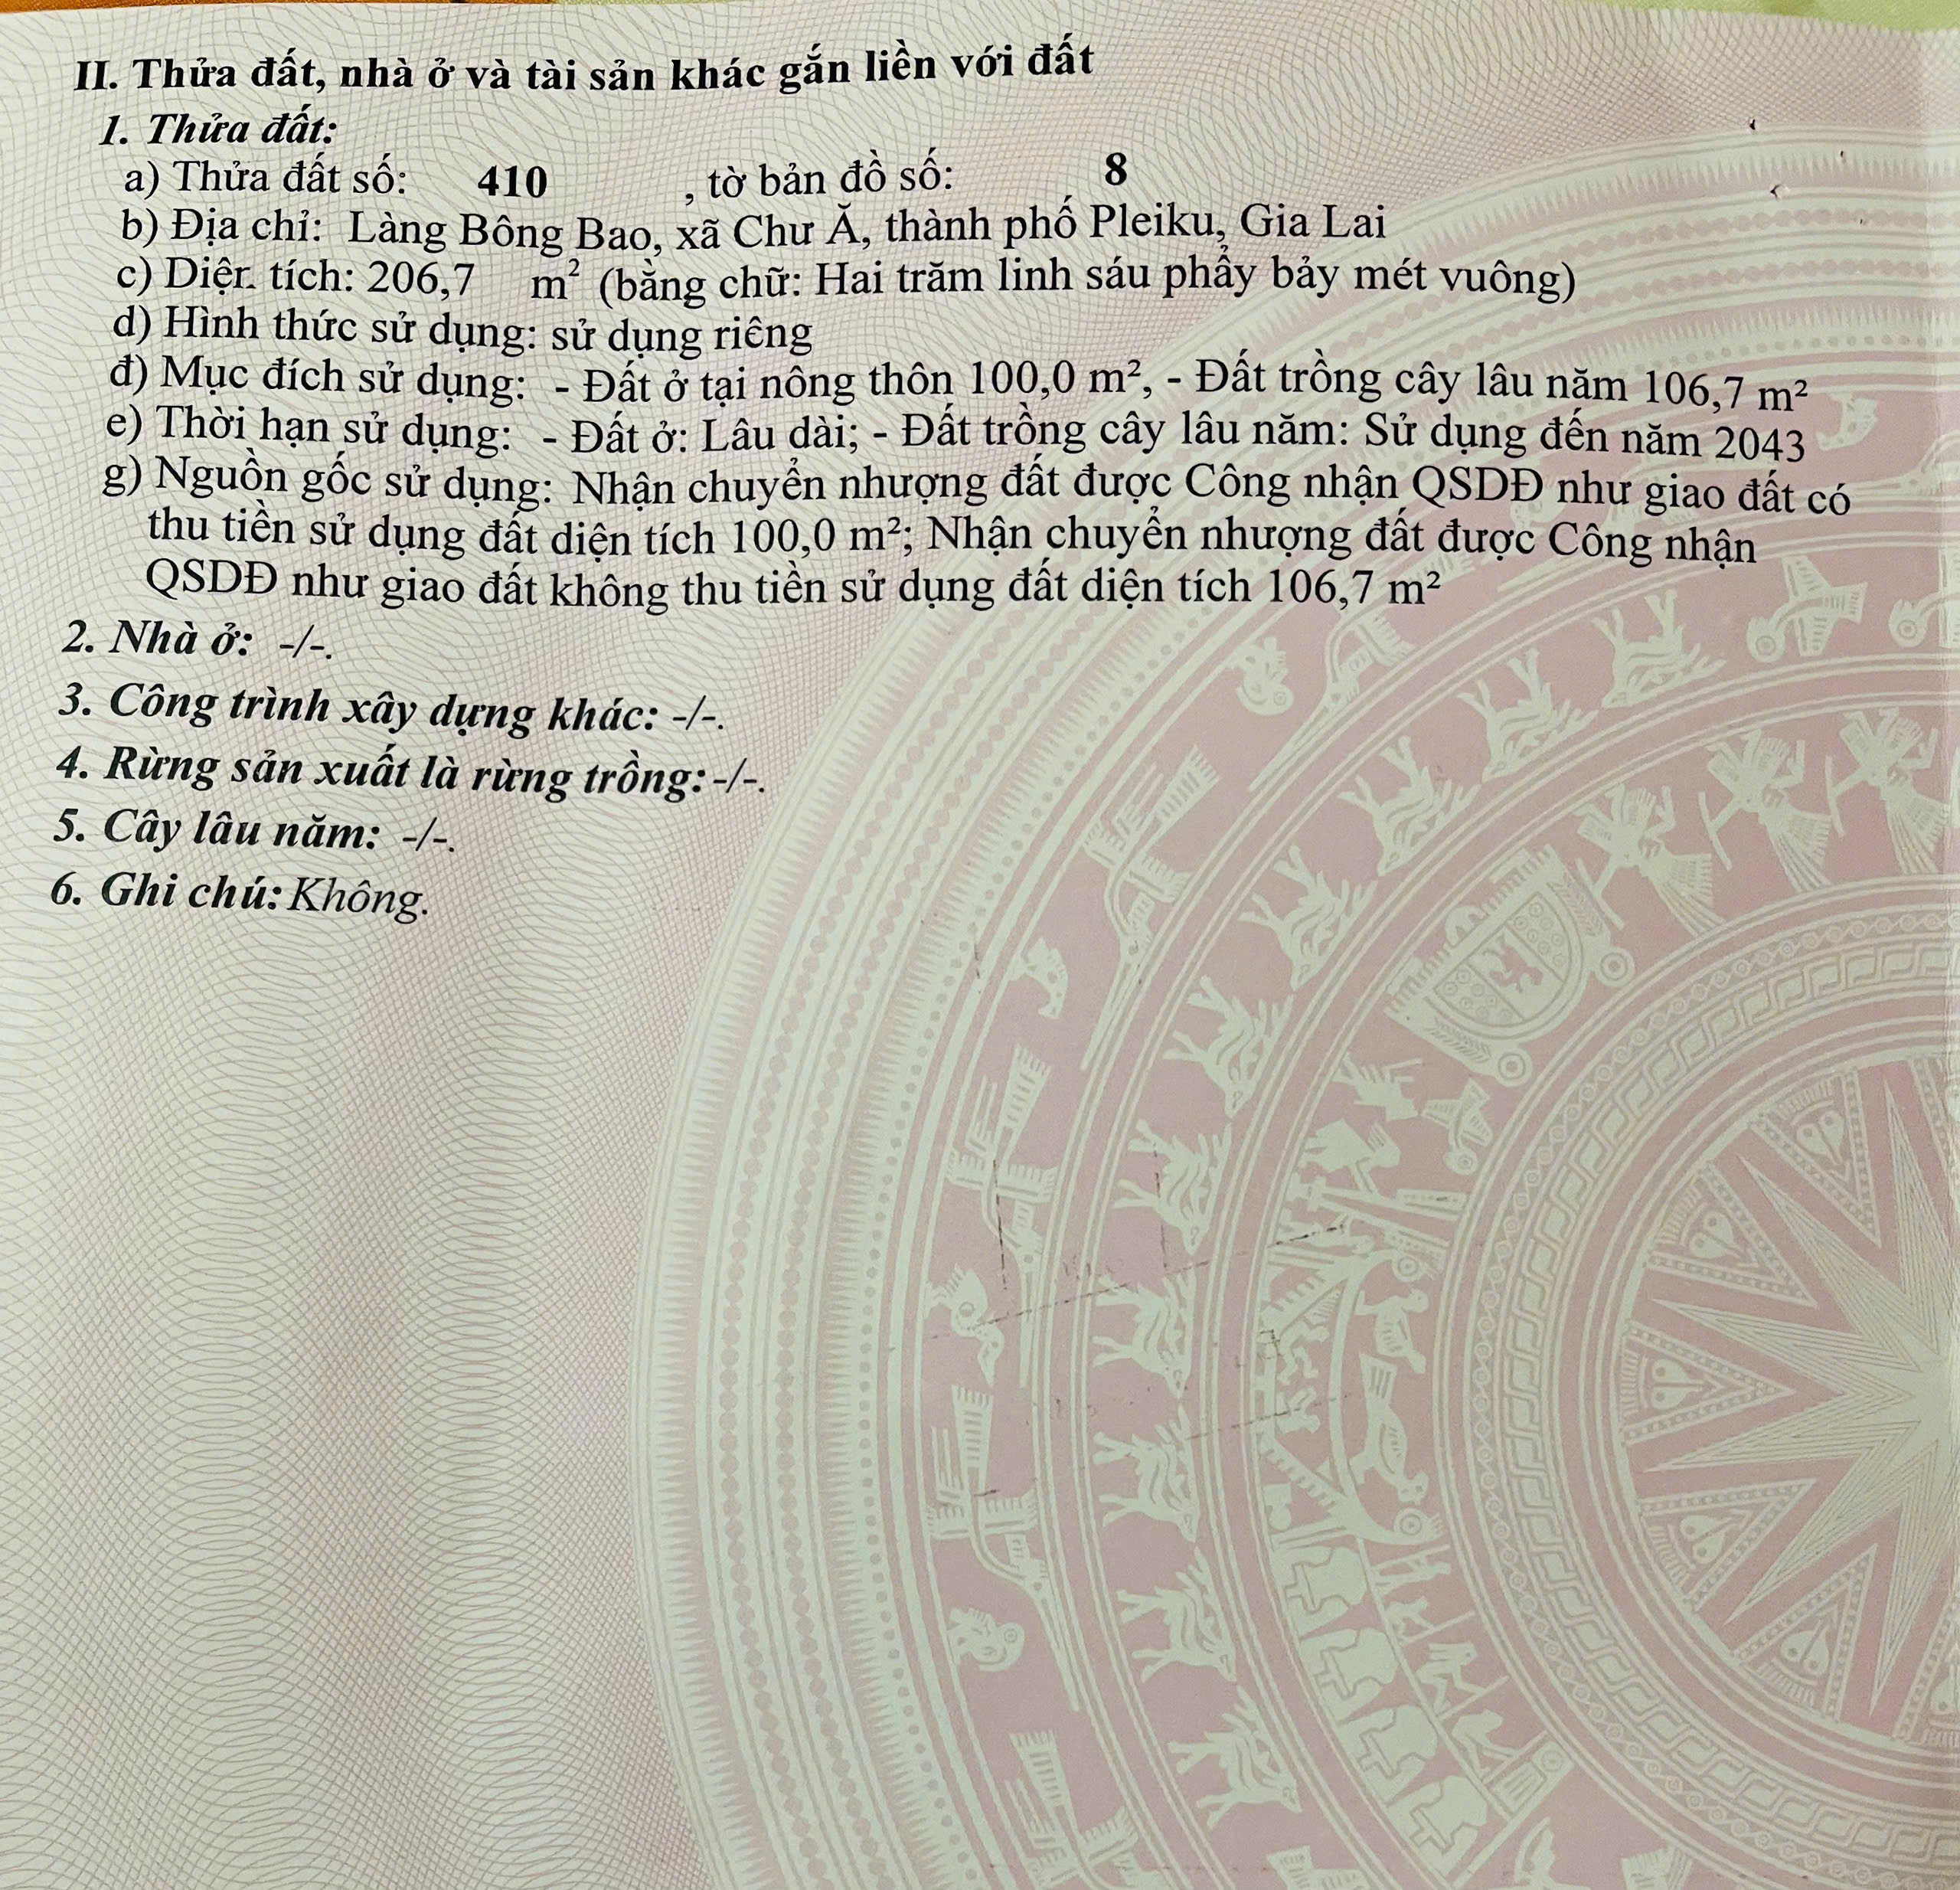 II. Thửa đất, nhà ở và tài sản khác gắn liền với đất
1. Thửa đất:
a) Thửa đất số: 410 , tờ bản đồ số: 8
b) Địa chỉ: Làng Bông Bao, xã Chư Ă, thành phố Pleiku, Gia Lai
c) Diện tích: 206,7 m² (bằng chữ: Hai trăm linh sáu phẩy bảy mét vuông)
d) Hình thức sử dụng: sử dụng riêng
đ) Mục đích sử dụng: - Đất ở tại nông thôn 100,0 m², - Đất trồng cây lâu năm 106,7 m²
e) Thời hạn sử dụng: - Đất ở: Lâu dài; - Đất trồng cây lâu năm: Sử dụng đến năm 2043
g) Nguồn gốc sử dụng: Nhận chuyển nhượng đất được Công nhận QSDĐ như giao đất có
thu tiền sử dụng đất diện tích 100,0 m²; Nhận chuyển nhượng đất được Công nhận
QSDĐ như giao đất không thu tiền sử dụng đất diện tích 106,7 m²
2. Nhà ở: -/-.
3. Công trình xây dựng khác: -/-.
4. Rừng sản xuất là rừng trồng: -/-.
5. Cây lâu năm: -/-.
6. Ghi chú: Không.